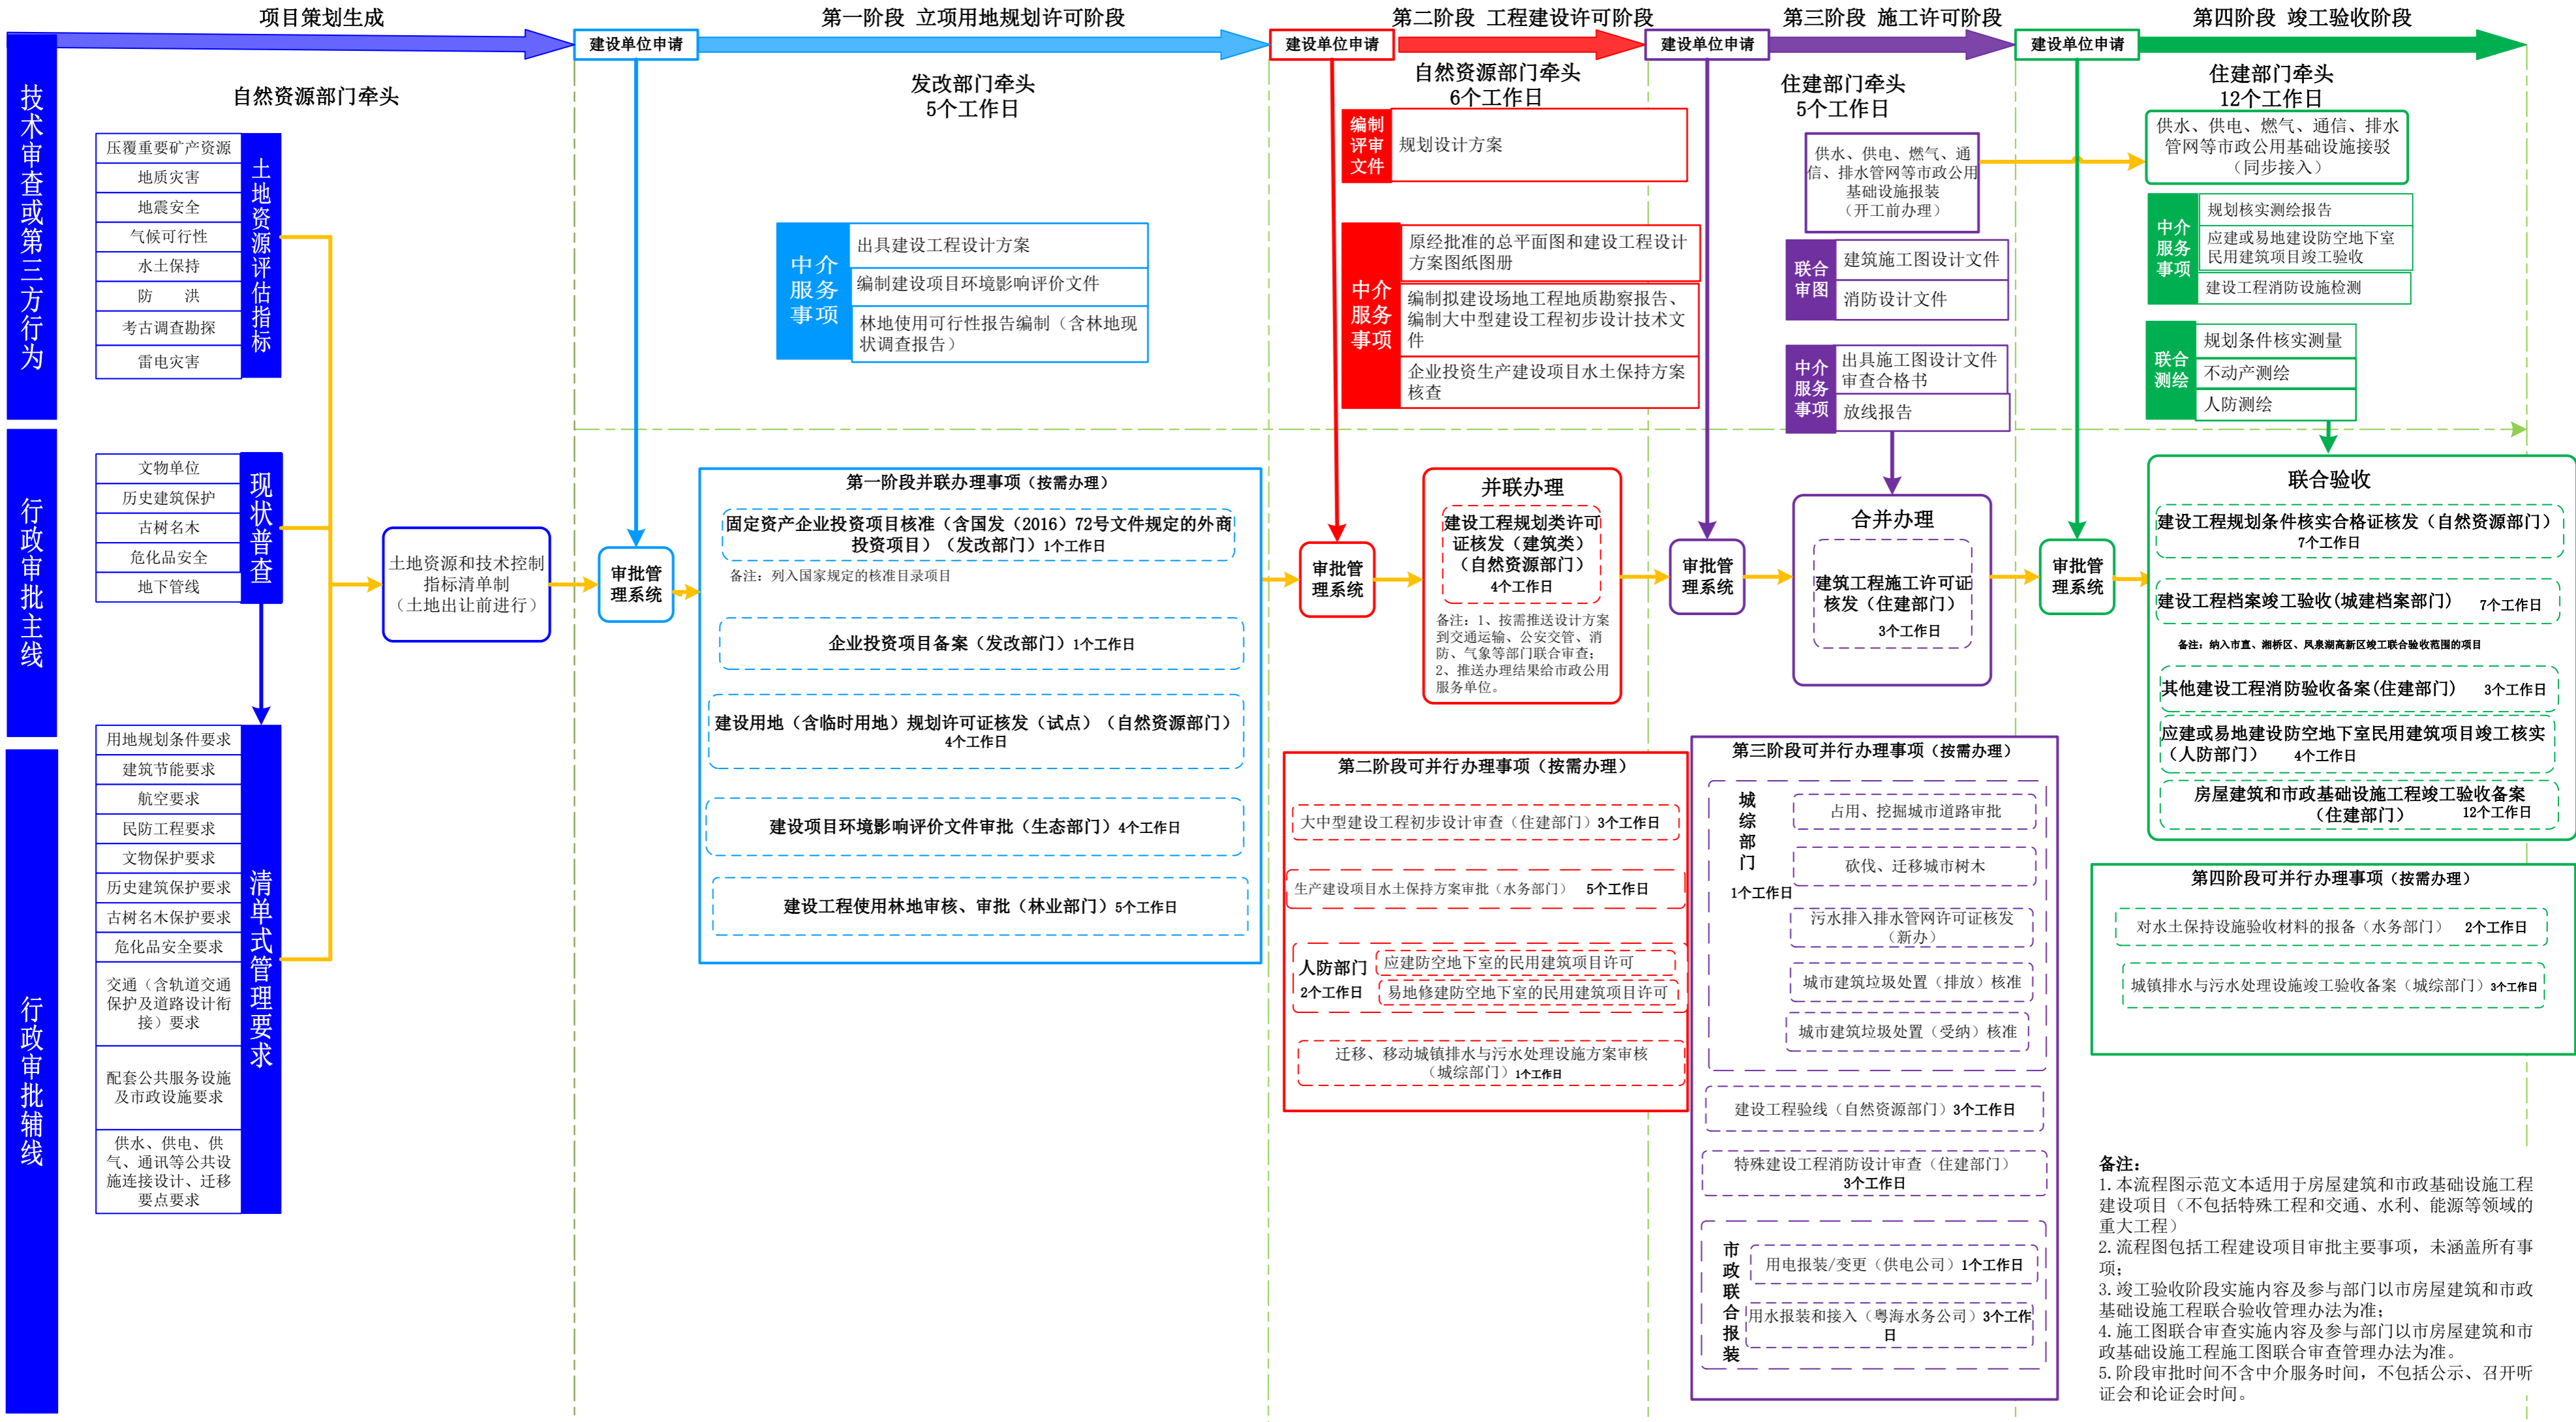 项目策划生成
第一阶段 立项用地规划许可阶段
第二阶段 工程建设许可阶段
第三阶段 施工许可阶段
第四阶段 竣工验收阶段
建设单位申请
建设单位申请
建设单位申请
建设单位申请
技术审查或第三方行为
行政审批主线
行政审批辅线
自然资源部门牵头
压覆重要矿产资源
地质灾害
地震安全
气候可行性
水土保持
防 洪
考古调查勘探
雷电灾害
土地资源评估指标
文物单位
历史建筑保护
古树名木
危化品安全
地下管线
现状普查
用地规划条件要求
建筑节能要求
航空要求
民防工程要求
文物保护要求
历史建筑保护要求
古树名木保护要求
危化品安全要求
交通（含轨道交通
保护及道路设计衔
接）要求
配套公共服务设施
及市政设施要求
供水、供电、供
气、通讯等公共设
施连接设计、迁移
要点要求
清单式管理要求
土地资源和技术控制
指标清单制
（土地出让前进行）
发改部门牵头
5个工作日
中介
服务
事项
出具建设工程设计方案
编制建设项目环境影响评价文件
林地使用可行性报告编制（含林地现
状调查报告）
审批管
理系统
第一阶段并联办理事项（按需办理）
固定资产企业投资项目核准（含国发（2016）72号文件规定的外商
投资项目）（发改部门）1个工作日
备注：列入国家规定的核准目录项目
企业投资项目备案（发改部门）1个工作日
建设用地（含临时用地）规划许可证核发（试点）（自然资源部门）
4个工作日
建设项目环境影响评价文件审批（生态部门）4个工作日
建设工程使用林地审核、审批（林业部门）5个工作日
自然资源部门牵头
6个工作日
编制
评审
文件
规划设计方案
中介
服务
事项
原经批准的总平面图和建设工程设计
方案图纸图册
编制拟建设场地工程地质勘察报告、
编制大中型建设工程初步设计技术文
件
企业投资生产建设项目水土保持方案
核查
审批管
理系统
并联办理
建设工程规划类许可
证核发（建筑类）
（自然资源部门）
4个工作日
备注：1、按需推送设计方案
到交通运输、公安交管、消
防、气象等部门联合审查；
2、推送办理结果给市政公用
服务单位。
第二阶段可并行办理事项（按需办理）
大中型建设工程初步设计审查（住建部门）3个工作日
生产建设项目水土保持方案审批（水务部门） 5个工作日
人防部门
2个工作日
应建防空地下室的民用建筑项目许可
易地修建防空地下室的民用建筑项目许可
迁移、移动城镇排水与污水处理设施方案审核
（城综部门）1个工作日
住建部门牵头
5个工作日
供水、供电、燃气、通
信、排水管网等市政公用
基础设施报装
（开工前办理）
联合
审图
建筑施工图设计文件
消防设计文件
中介
服务
事项
出具施工图设计文件
审查合格书
放线报告
审批管
理系统
合并办理
建筑工程施工许可证
核发（住建部门）
3个工作日
第三阶段可并行办理事项（按需办理）
城综部门
1个工作日
占用、挖掘城市道路审批
砍伐、迁移城市树木
污水排入排水管网许可证核发
（新办）
城市建筑垃圾处置（排放）核准
城市建筑垃圾处置（受纳）核准
建设工程验线（自然资源部门）3个工作日
特殊建设工程消防设计审查（住建部门）
3个工作日
市政联合报装
用电报装/变更（供电公司）1个工作日
用水报装和接入（粤海水务公司）3个工作
日
住建部门牵头
12个工作日
供水、供电、燃气、通信、排水
管网等市政公用基础设施接驳
（同步接入）
中介
服务
事项
规划核实测绘报告
应建或易地建设防空地下室
民用建筑项目竣工验收
建设工程消防设施检测
联合
测绘
规划条件核实测量
不动产测绘
人防测绘
审批管
理系统
联合验收
建设工程规划条件核实合格证核发（自然资源部门）
7个工作日
建设工程档案竣工验收(城建档案部门) 7个工作日
备注：纳入市直、湘桥区、凤泉湖高新区竣工联合验收范围的项目
其他建设工程消防验收备案(住建部门) 3个工作日
应建或易地建设防空地下室民用建筑项目竣工核实
（人防部门） 4个工作日
房屋建筑和市政基础设施工程竣工验收备案
（住建部门） 12个工作日
第四阶段可并行办理事项（按需办理）
对水土保持设施验收材料的报备（水务部门） 2个工作日
城镇排水与污水处理设施竣工验收备案（城综部门）3个工作日
备注：
1.本流程图示范文本适用于房屋建筑和市政基础设施工程
建设项目（不包括特殊工程和交通、水利、能源等领域的
重大工程）
2.流程图包括工程建设项目审批主要事项，未涵盖所有事
项；
3.竣工验收阶段实施内容及参与部门以市房屋建筑和市政
基础设施工程联合验收管理办法为准；
4.施工图联合审查实施内容及参与部门以市房屋建筑和市
政基础设施工程施工图联合审查管理办法为准。
5.阶段审批时间不含中介服务时间，不包括公示、召开听
证会和论证会时间。